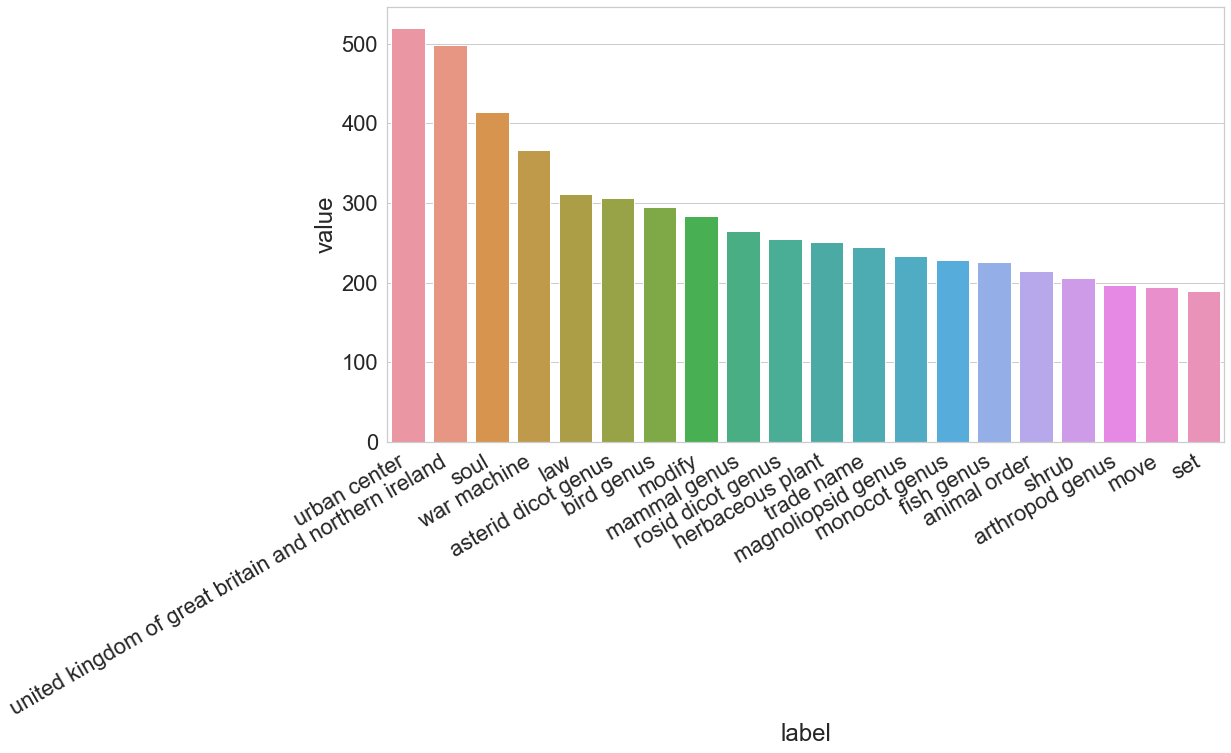 500
400
300
200
100
0
value
urban center
united kingdom of great britain and northern ireland
soul
war machine
law
asterid dicot genus
bird genus
modify
mammal genus
rosid dicot genus
herbaceous plant
trade name
magnoliopsid genus
monocot genus
fish genus
animal order
shrub
arthropod genus
move
set
label